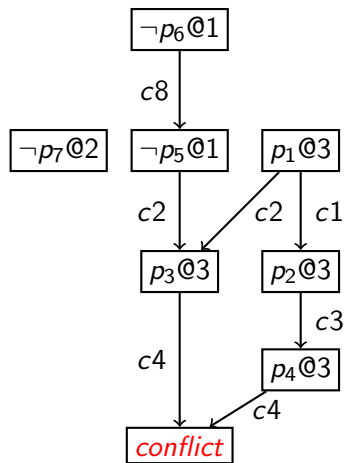 ¬p₆@1
c8
¬p₇@2 ¬p₅@1 p₁@3
c2 c2 c1
p₃@3 p₂@3
c3
c4 p₄@3
c4
conflict